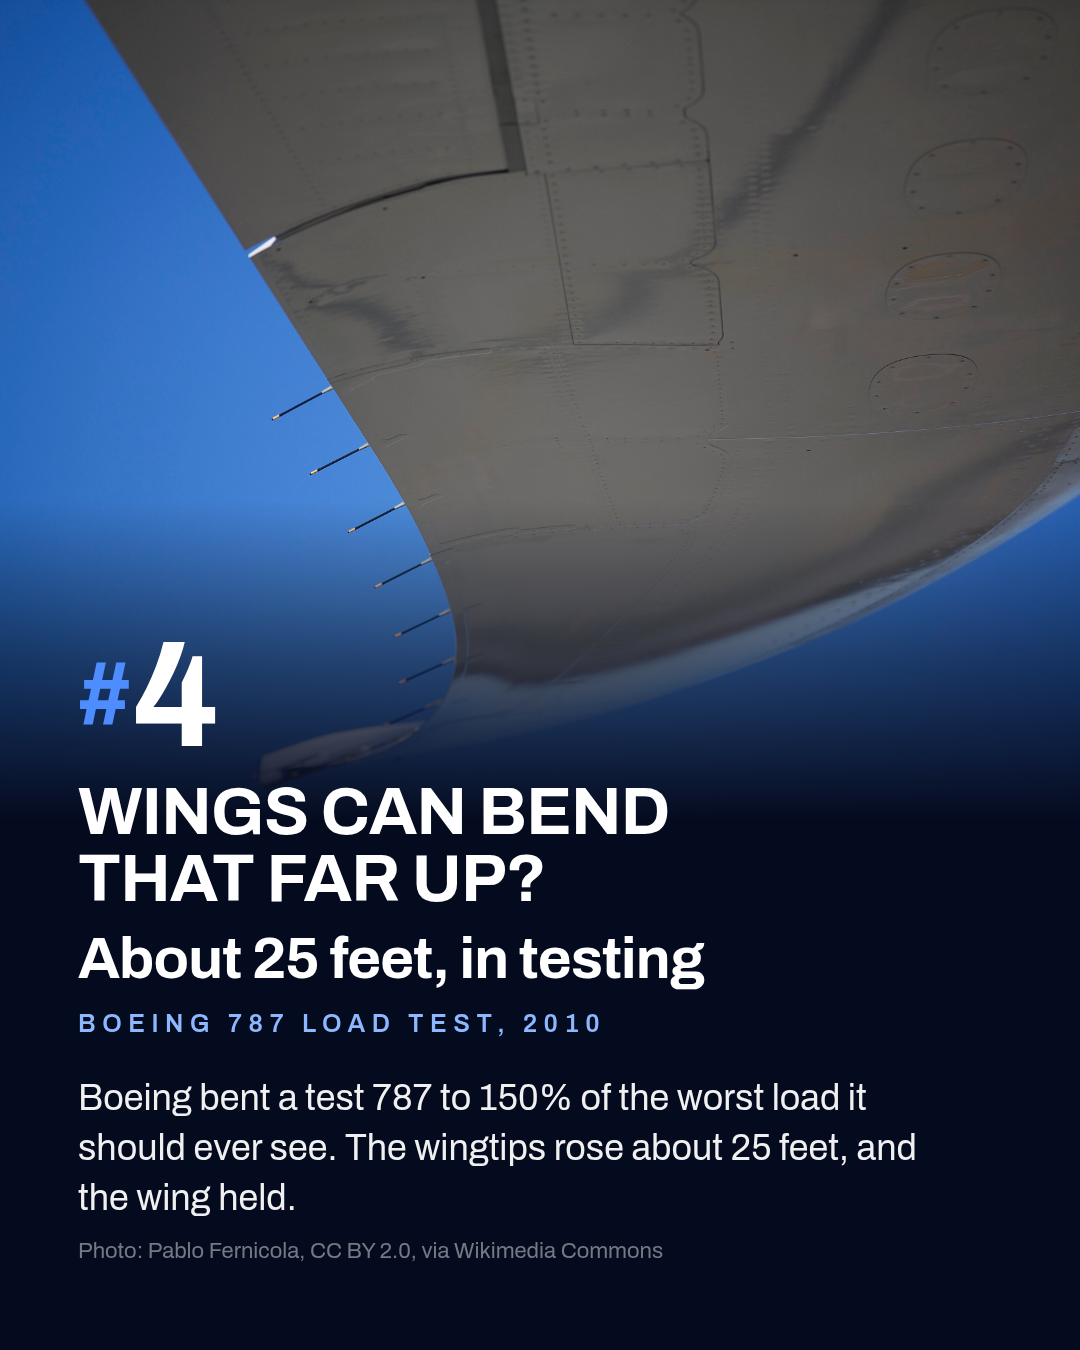 #4
WINGS CAN BEND
THAT FAR UP?
About 25 feet, in testing
BOEING 787 LOAD TEST, 2010
Boeing bent a test 787 to 150% of the worst load it
should ever see. The wingtips rose about 25 feet, and
the wing held.
Photo: Pablo Fernicola, CC BY 2.0, via Wikimedia Commons